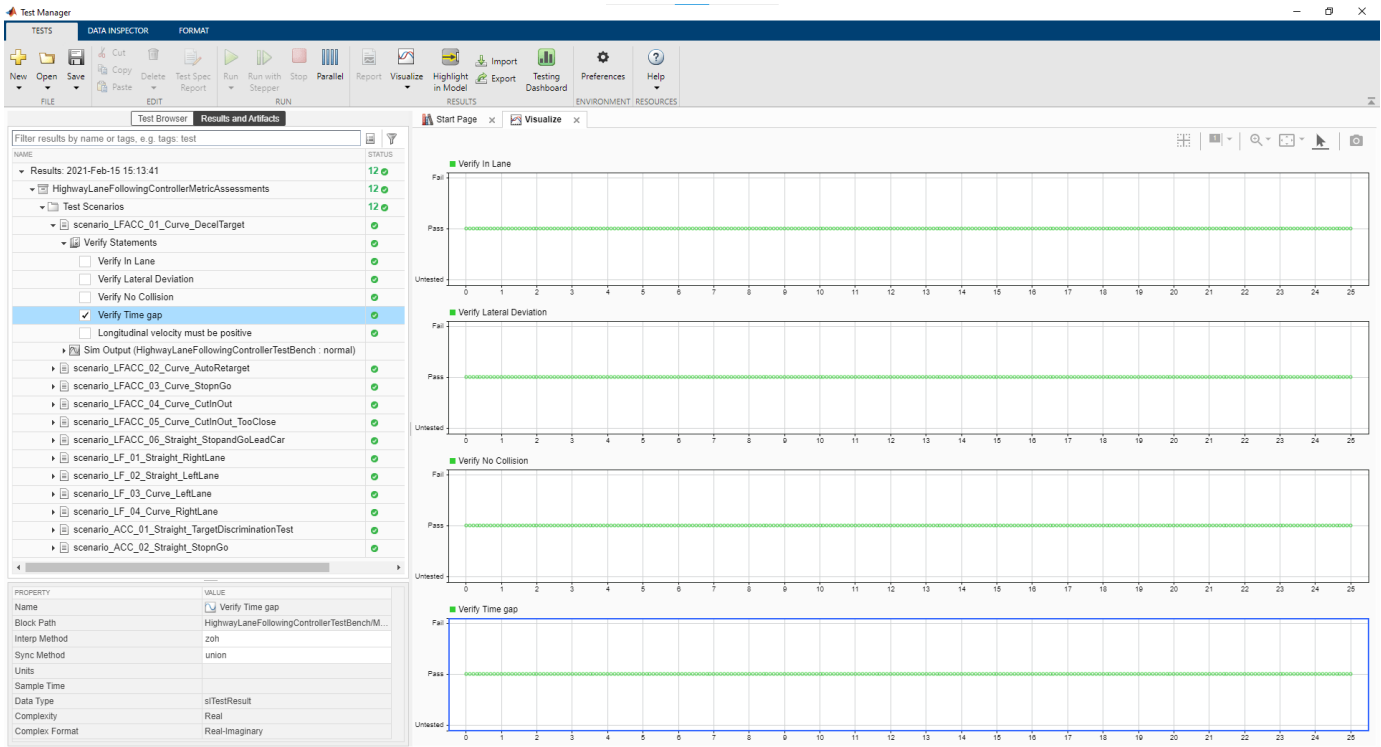 Test Manager
TESTS DATA INSPECTOR FORMAT
New Open Save Cut Copy Paste Delete Test Spec Report Run Run with Stepper Stop Parallel Report Visualize Highlight in Model Import Export Testing Dashboard Preferences Help
FILE EDIT RUN RESULTS ENVIRONMENT RESOURCES
Test Browser Results and Artifacts
Filter results by name or tags, e.g. tags: test
NAME STATUS
Results: 2021-Feb-15 15:13:41 12
HighwayLaneFollowingControllerMetricAssessments 12
Test Scenarios 12
scenario_LFACC_01_Curve_DecelTarget
Verify Statements
Verify In Lane
Verify Lateral Deviation
Verify No Collision
Verify Time gap
Longitudinal velocity must be positive
Sim Output (HighwayLaneFollowingControllerTestBench : normal)
scenario_LFACC_02_Curve_AutoRetarget
scenario_LFACC_03_Curve_StopnGo
scenario_LFACC_04_Curve_CutInOut
scenario_LFACC_05_Curve_CutInOut_TooClose
scenario_LFACC_06_Straight_StopandGoLeadCar
scenario_LF_01_Straight_RightLane
scenario_LF_02_Straight_LeftLane
scenario_LF_03_Curve_LeftLane
scenario_LF_04_Curve_RightLane
scenario_ACC_01_Straight_TargetDiscriminationTest
scenario_ACC_02_Straight_StopnGo
PROPERTY VALUE
Name Verify Time gap
Block Path HighwayLaneFollowingControllerTestBench/M...
Interp Method zoh
Sync Method union
Units
Sample Time
Data Type slTestResult
Complexity Real
Complex Format Real-Imaginary
Start Page Visualize
Verify In Lane
Fail
Pass
Untested
0 1 2 3 4 5 6 7 8 9 10 11 12 13 14 15 16 17 18 19 20 21 22 23 24 25
Verify Lateral Deviation
Fail
Pass
Untested
0 1 2 3 4 5 6 7 8 9 10 11 12 13 14 15 16 17 18 19 20 21 22 23 24 25
Verify No Collision
Fail
Pass
Untested
0 1 2 3 4 5 6 7 8 9 10 11 12 13 14 15 16 17 18 19 20 21 22 23 24 25
Verify Time gap
Fail
Pass
Untested
0 1 2 3 4 5 6 7 8 9 10 11 12 13 14 15 16 17 18 19 20 21 22 23 24 25